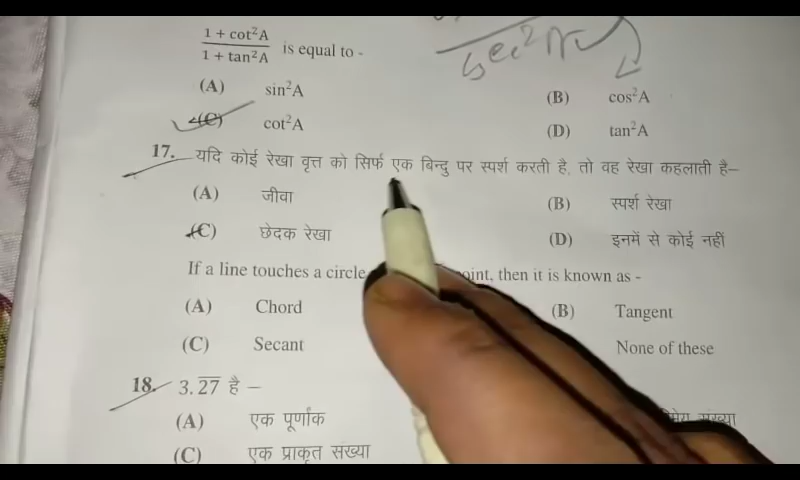 1 + cot²A / 1 + tan²A is equal to -
(A) sin²A (B) cos²A
(C) cot²A (D) tan²A
17. यदि कोई रेखा वृत्त को सिर्फ एक बिन्दु पर स्पर्श करती है, तो वह रेखा कहलाती है–
(A) जीवा (B) स्पर्श रेखा
(C) छेदक रेखा (D) इनमें से कोई नहीं
If a line touches a circle point, then it is known as -
(A) Chord (B) Tangent
(C) Secant None of these
18. 3.2̅7̅ है –
(A) एक पूर्णांक संख्या
(C) एक प्राकृत संख्या